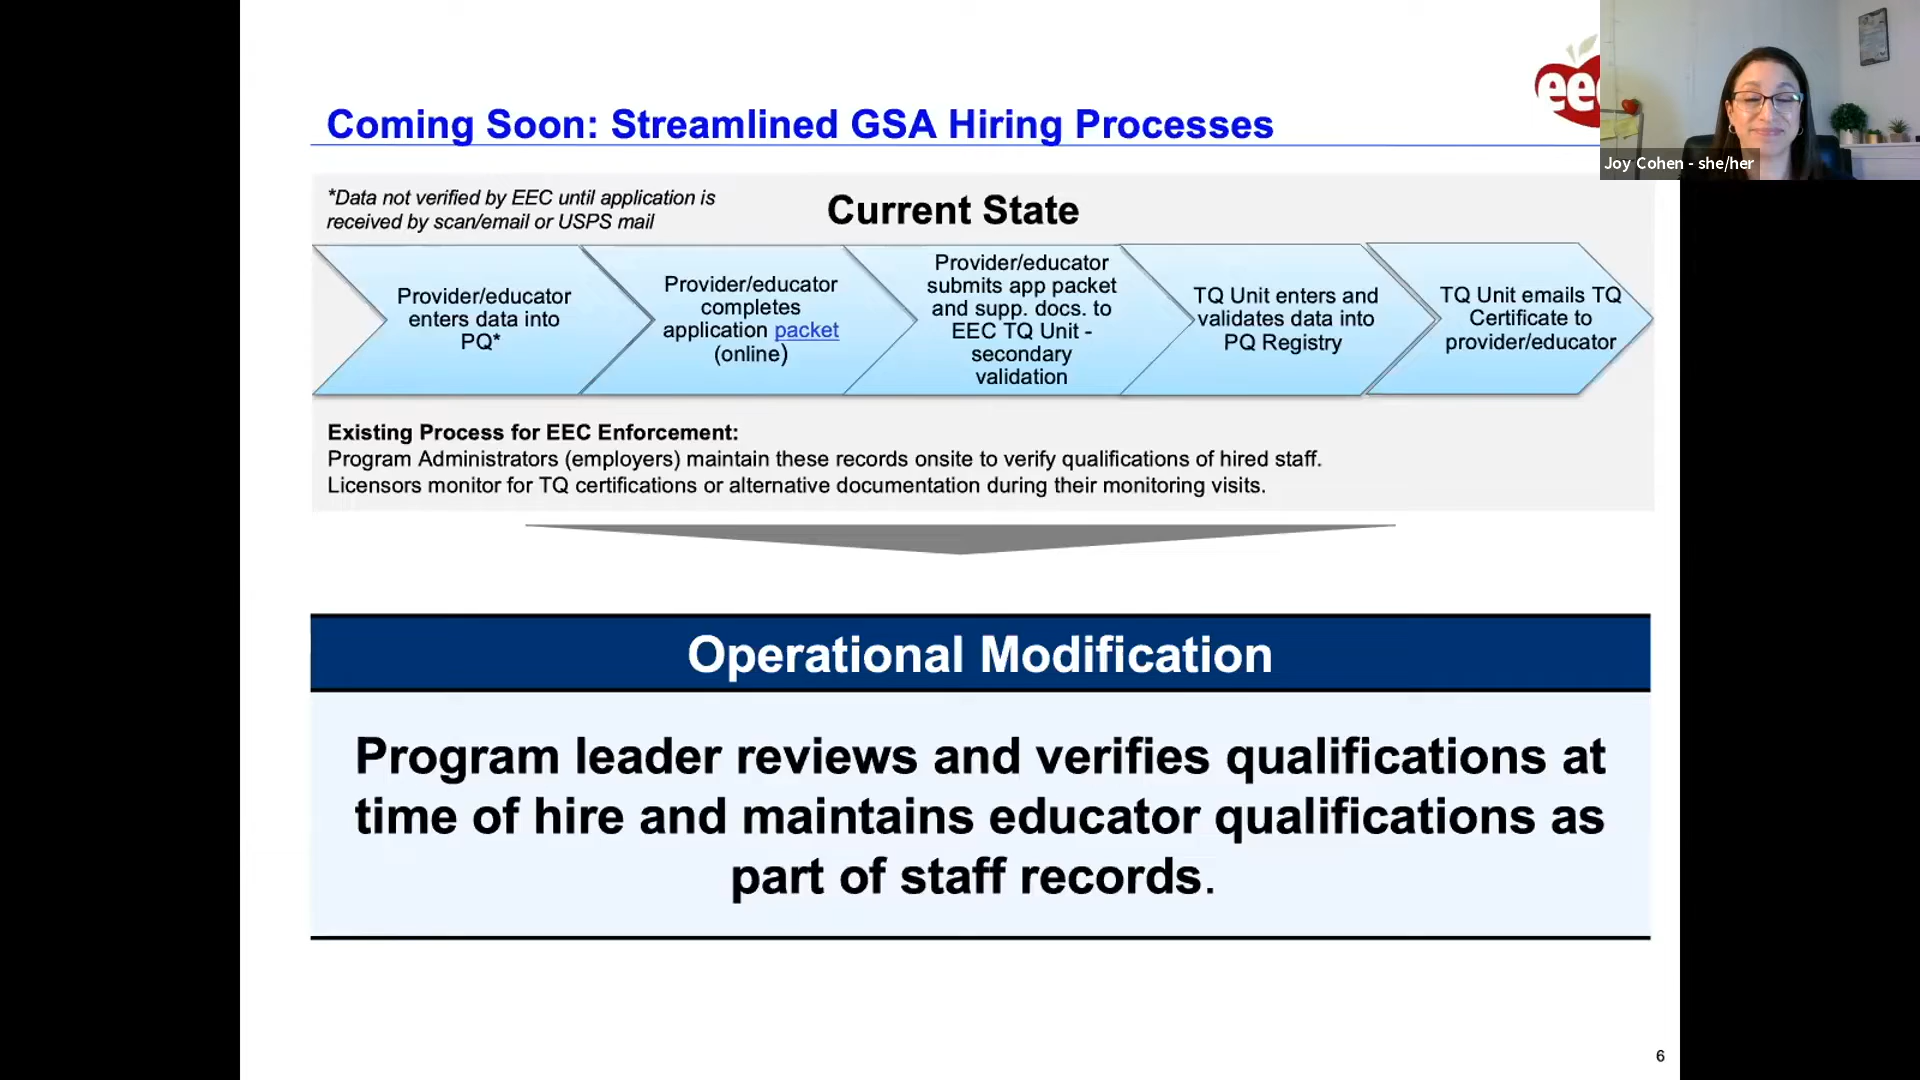 eec
Joy Cohen - she/her
Coming Soon: Streamlined GSA Hiring Processes
*Data not verified by EEC until application is
received by scan/email or USPS mail
Current State
Provider/educator
enters data into
PQ*
Provider/educator
completes
application packet
(online)
Provider/educator
submits app packet
and supp. docs. to
EEC TQ Unit -
secondary
validation
TQ Unit enters and
validates data into
PQ Registry
TQ Unit emails TQ
Certificate to
provider/educator
Existing Process for EEC Enforcement:
Program Administrators (employers) maintain these records onsite to verify qualifications of hired staff.
Licensors monitor for TQ certifications or alternative documentation during their monitoring visits.
Operational Modification
Program leader reviews and verifies qualifications at
time of hire and maintains educator qualifications as
part of staff records.
6